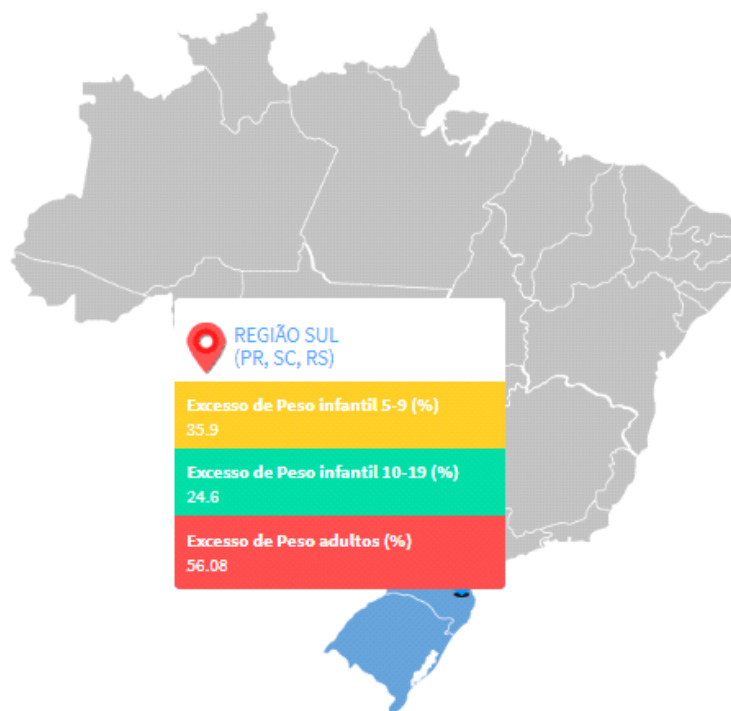 REGIÃO SUL
(PR, SC, RS)
Excesso de Peso infantil 5-9 (%)
35.9
Excesso de Peso infantil 10-19 (%)
24.6
Excesso de Peso adultos (%)
56.08